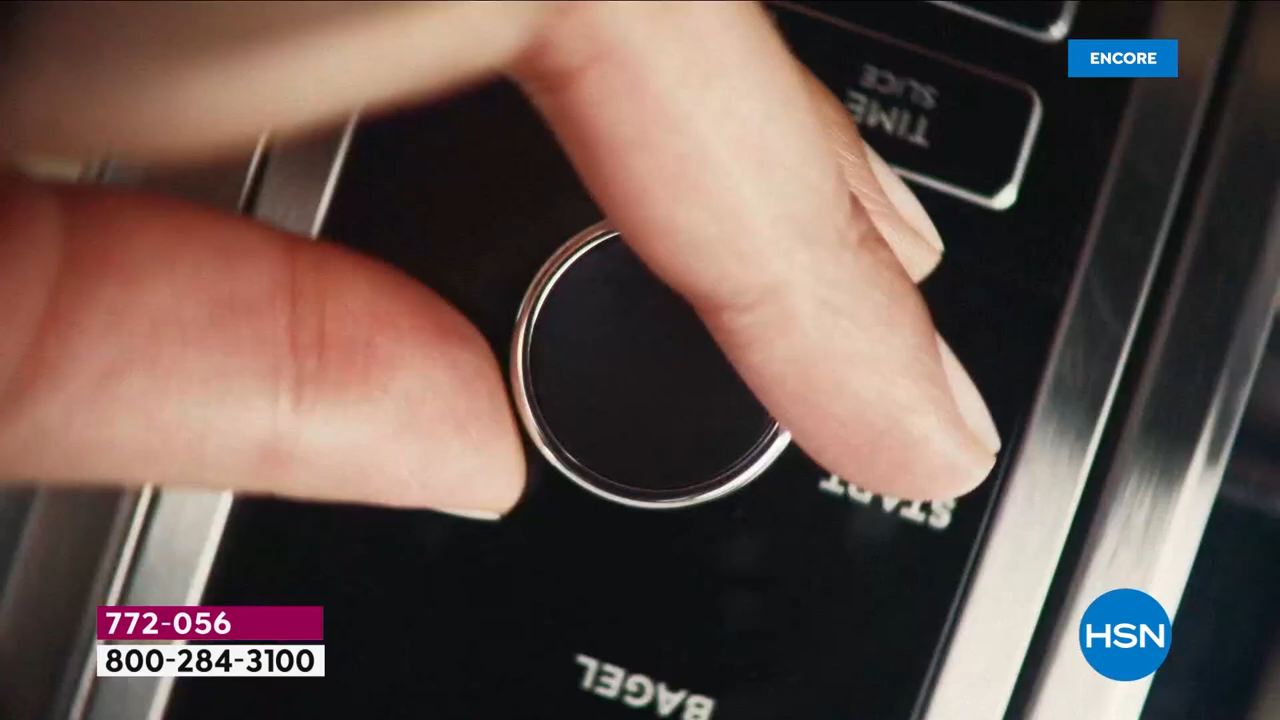 ENCORE
TIME
SLICE
START
BAGEL
772-056
800-284-3100
HSN